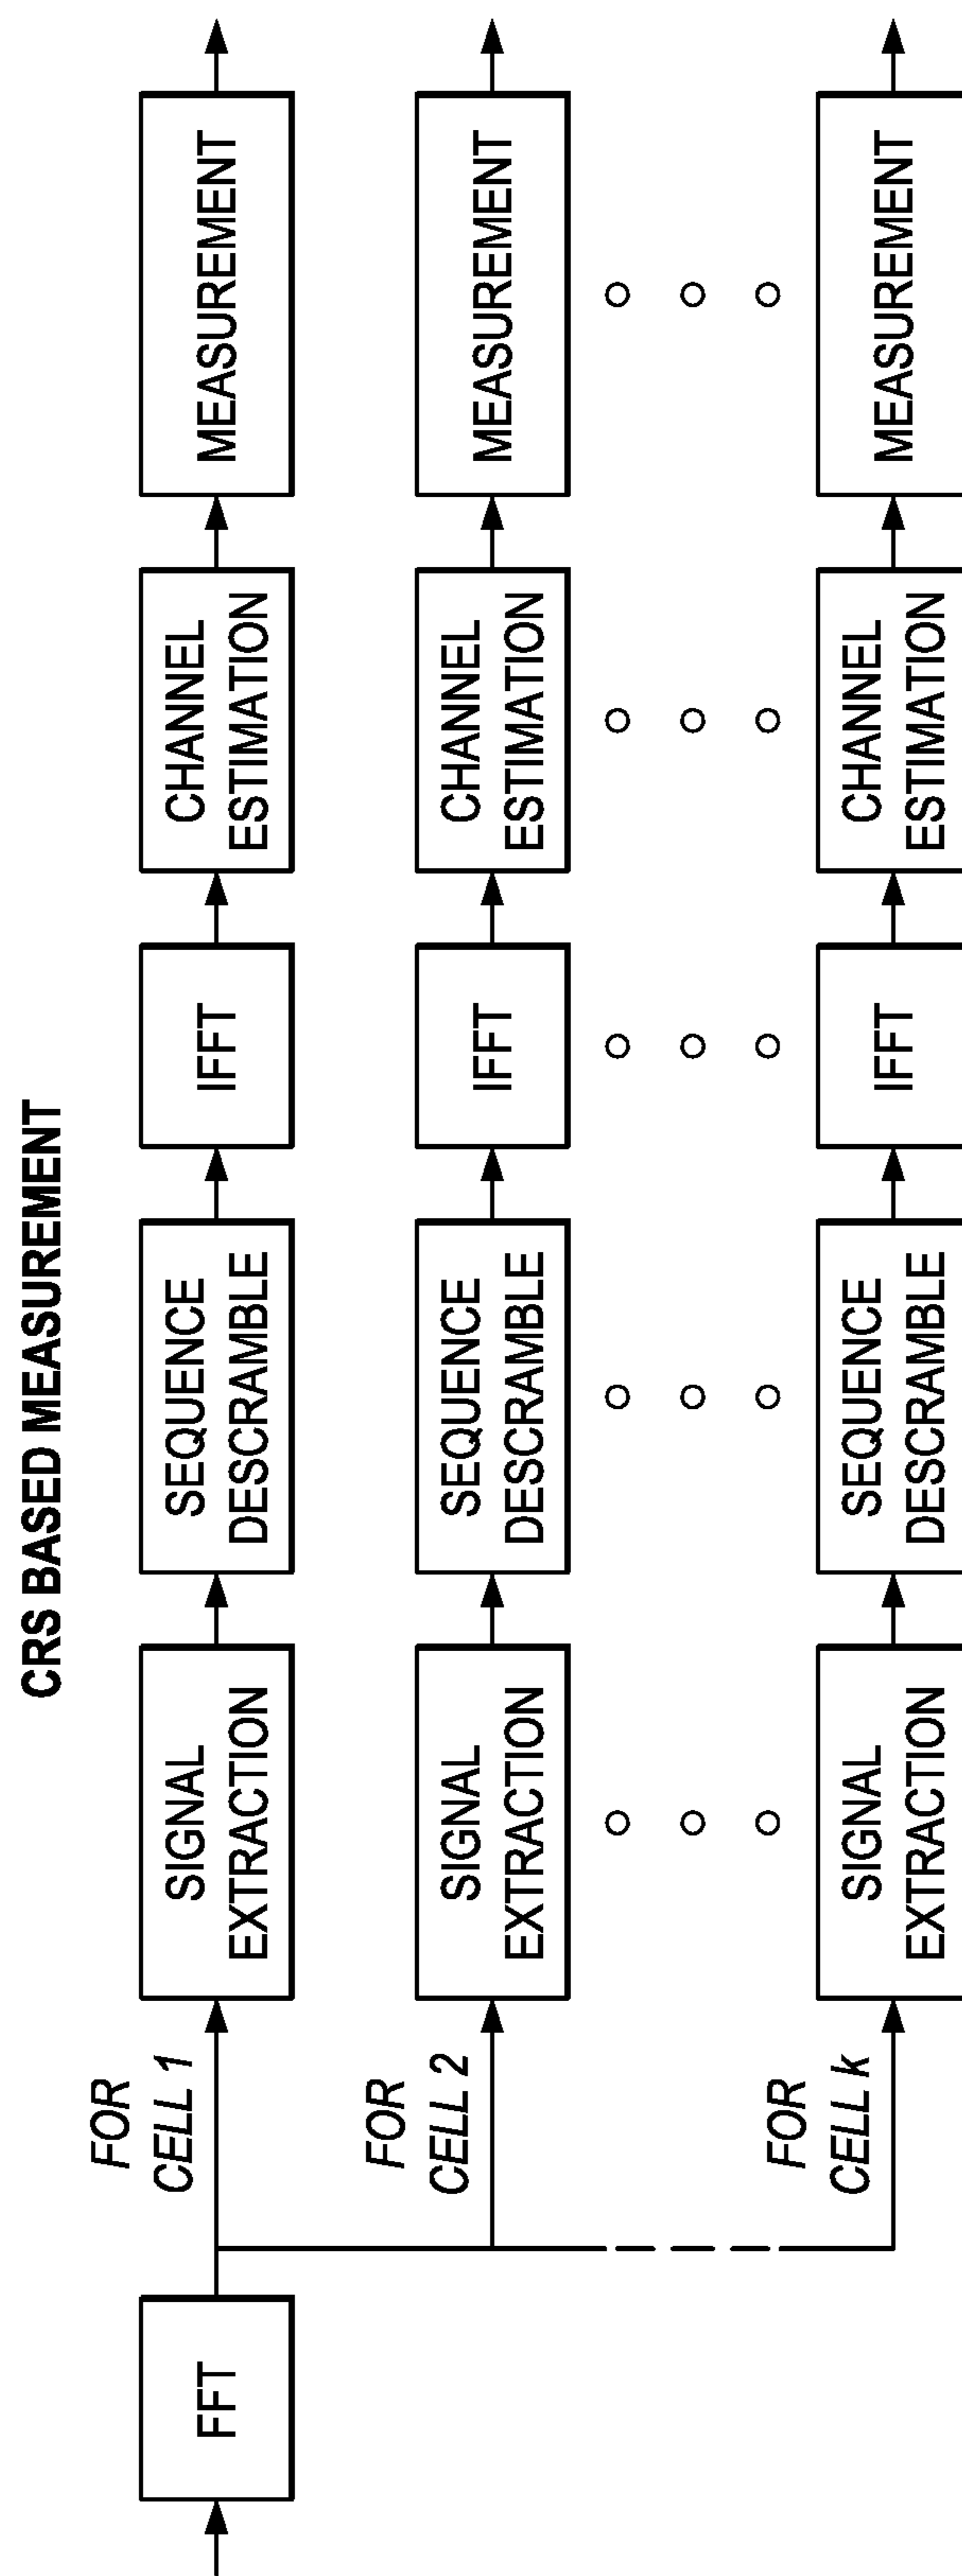 CRS BASED MEASUREMENT
FFT
FOR
CELL 1
SIGNAL
EXTRACTION
SEQUENCE
DESCRAMBLE
IFFT
CHANNEL
ESTIMATION
MEASUREMENT
FOR
CELL 2
SIGNAL
EXTRACTION
SEQUENCE
DESCRAMBLE
IFFT
CHANNEL
ESTIMATION
MEASUREMENT
FOR
CELL k
SIGNAL
EXTRACTION
SEQUENCE
DESCRAMBLE
IFFT
CHANNEL
ESTIMATION
MEASUREMENT